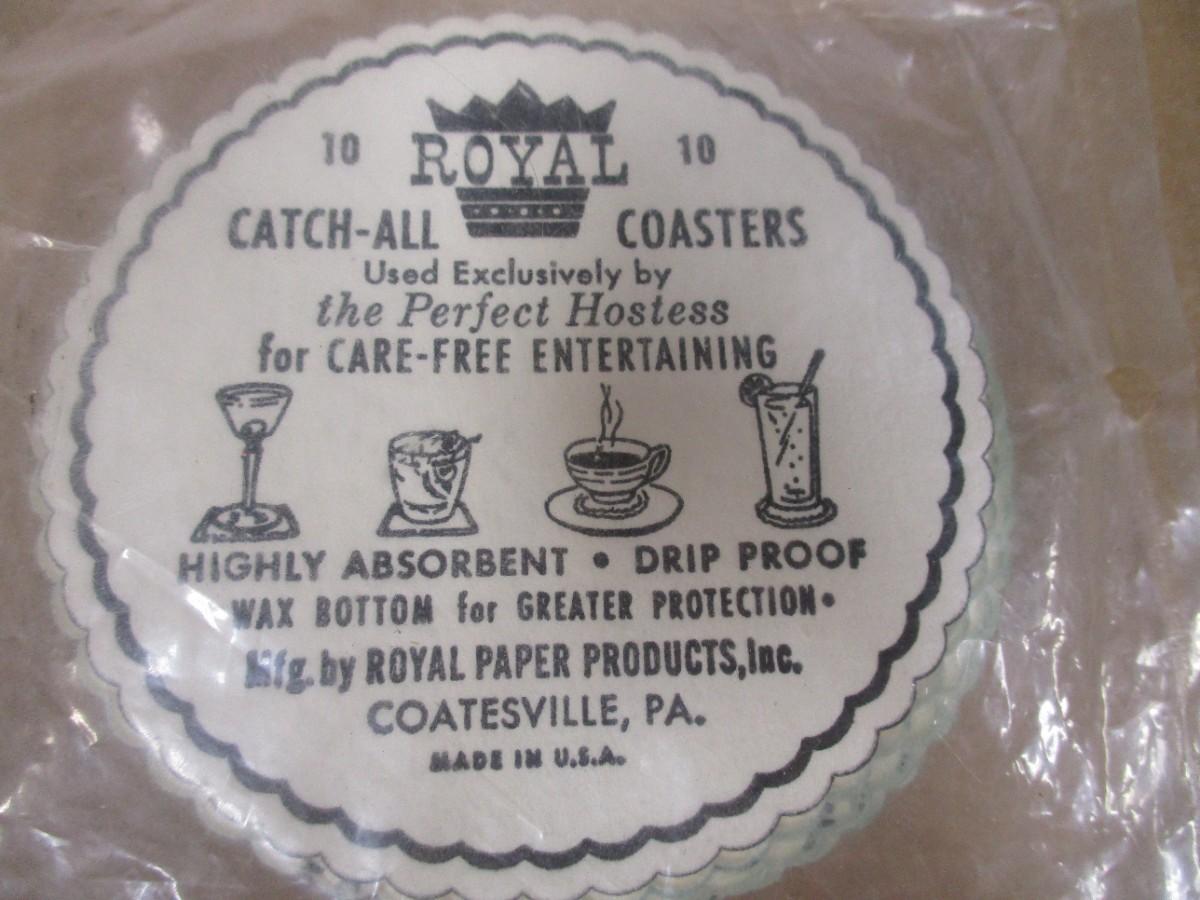 10 ROYAL 10
CATCH-ALL COASTERS
Used Exclusively by
the Perfect Hostess
for CARE-FREE ENTERTAINING
HIGHLY ABSORBENT • DRIP PROOF
WAX BOTTOM for GREATER PROTECTION•
Mfg. by ROYAL PAPER PRODUCTS, Inc.
COATESVILLE, PA.
MADE IN U.S.A.